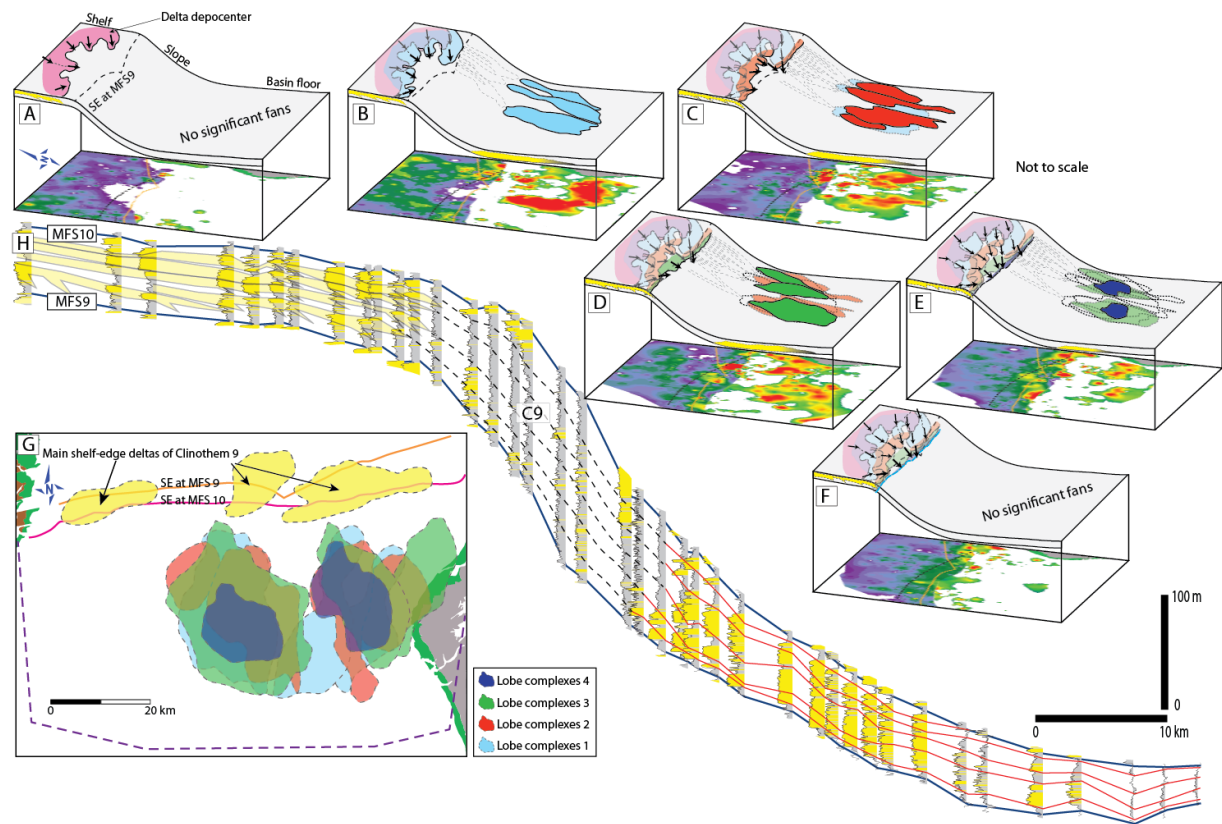 Shelf
Delta depocenter
Slope
SE at MFS9
Basin floor
No significant fans
A
N
B
C
Not to scale
H
MFS10
MFS9
D
E
C9
F
No significant fans
G
N
Main shelf-edge deltas of Clinothem 9
SE at MFS 9
SE at MFS 10
0 20 km
Lobe complexes 4
Lobe complexes 3
Lobe complexes 2
Lobe complexes 1
100 m
0
0 10 km